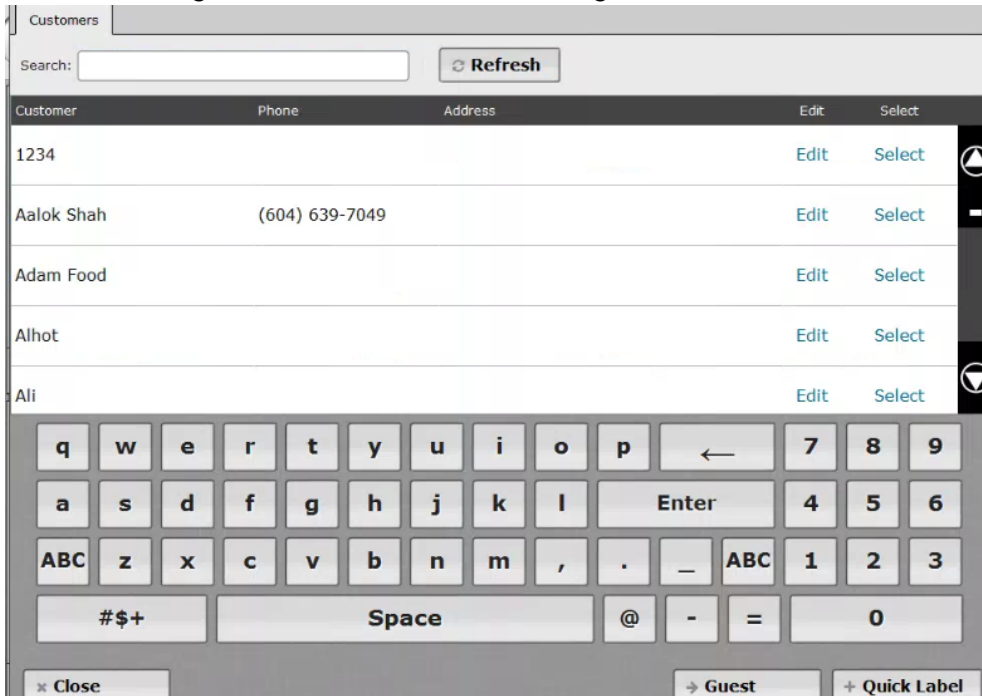 Customers
Search: Refresh
Customer Phone Address Edit Select
1234 Edit Select
Aalok Shah (604) 639-7049 Edit Select
Adam Food Edit Select
Alhot Edit Select
Ali Edit Select
q w e r t y u i o p ← 7 8 9
a s d f g h j k l Enter 4 5 6
ABC z x c v b n m , . _ ABC 1 2 3
#$+ Space @ - = 0
× Close → Guest + Quick Label